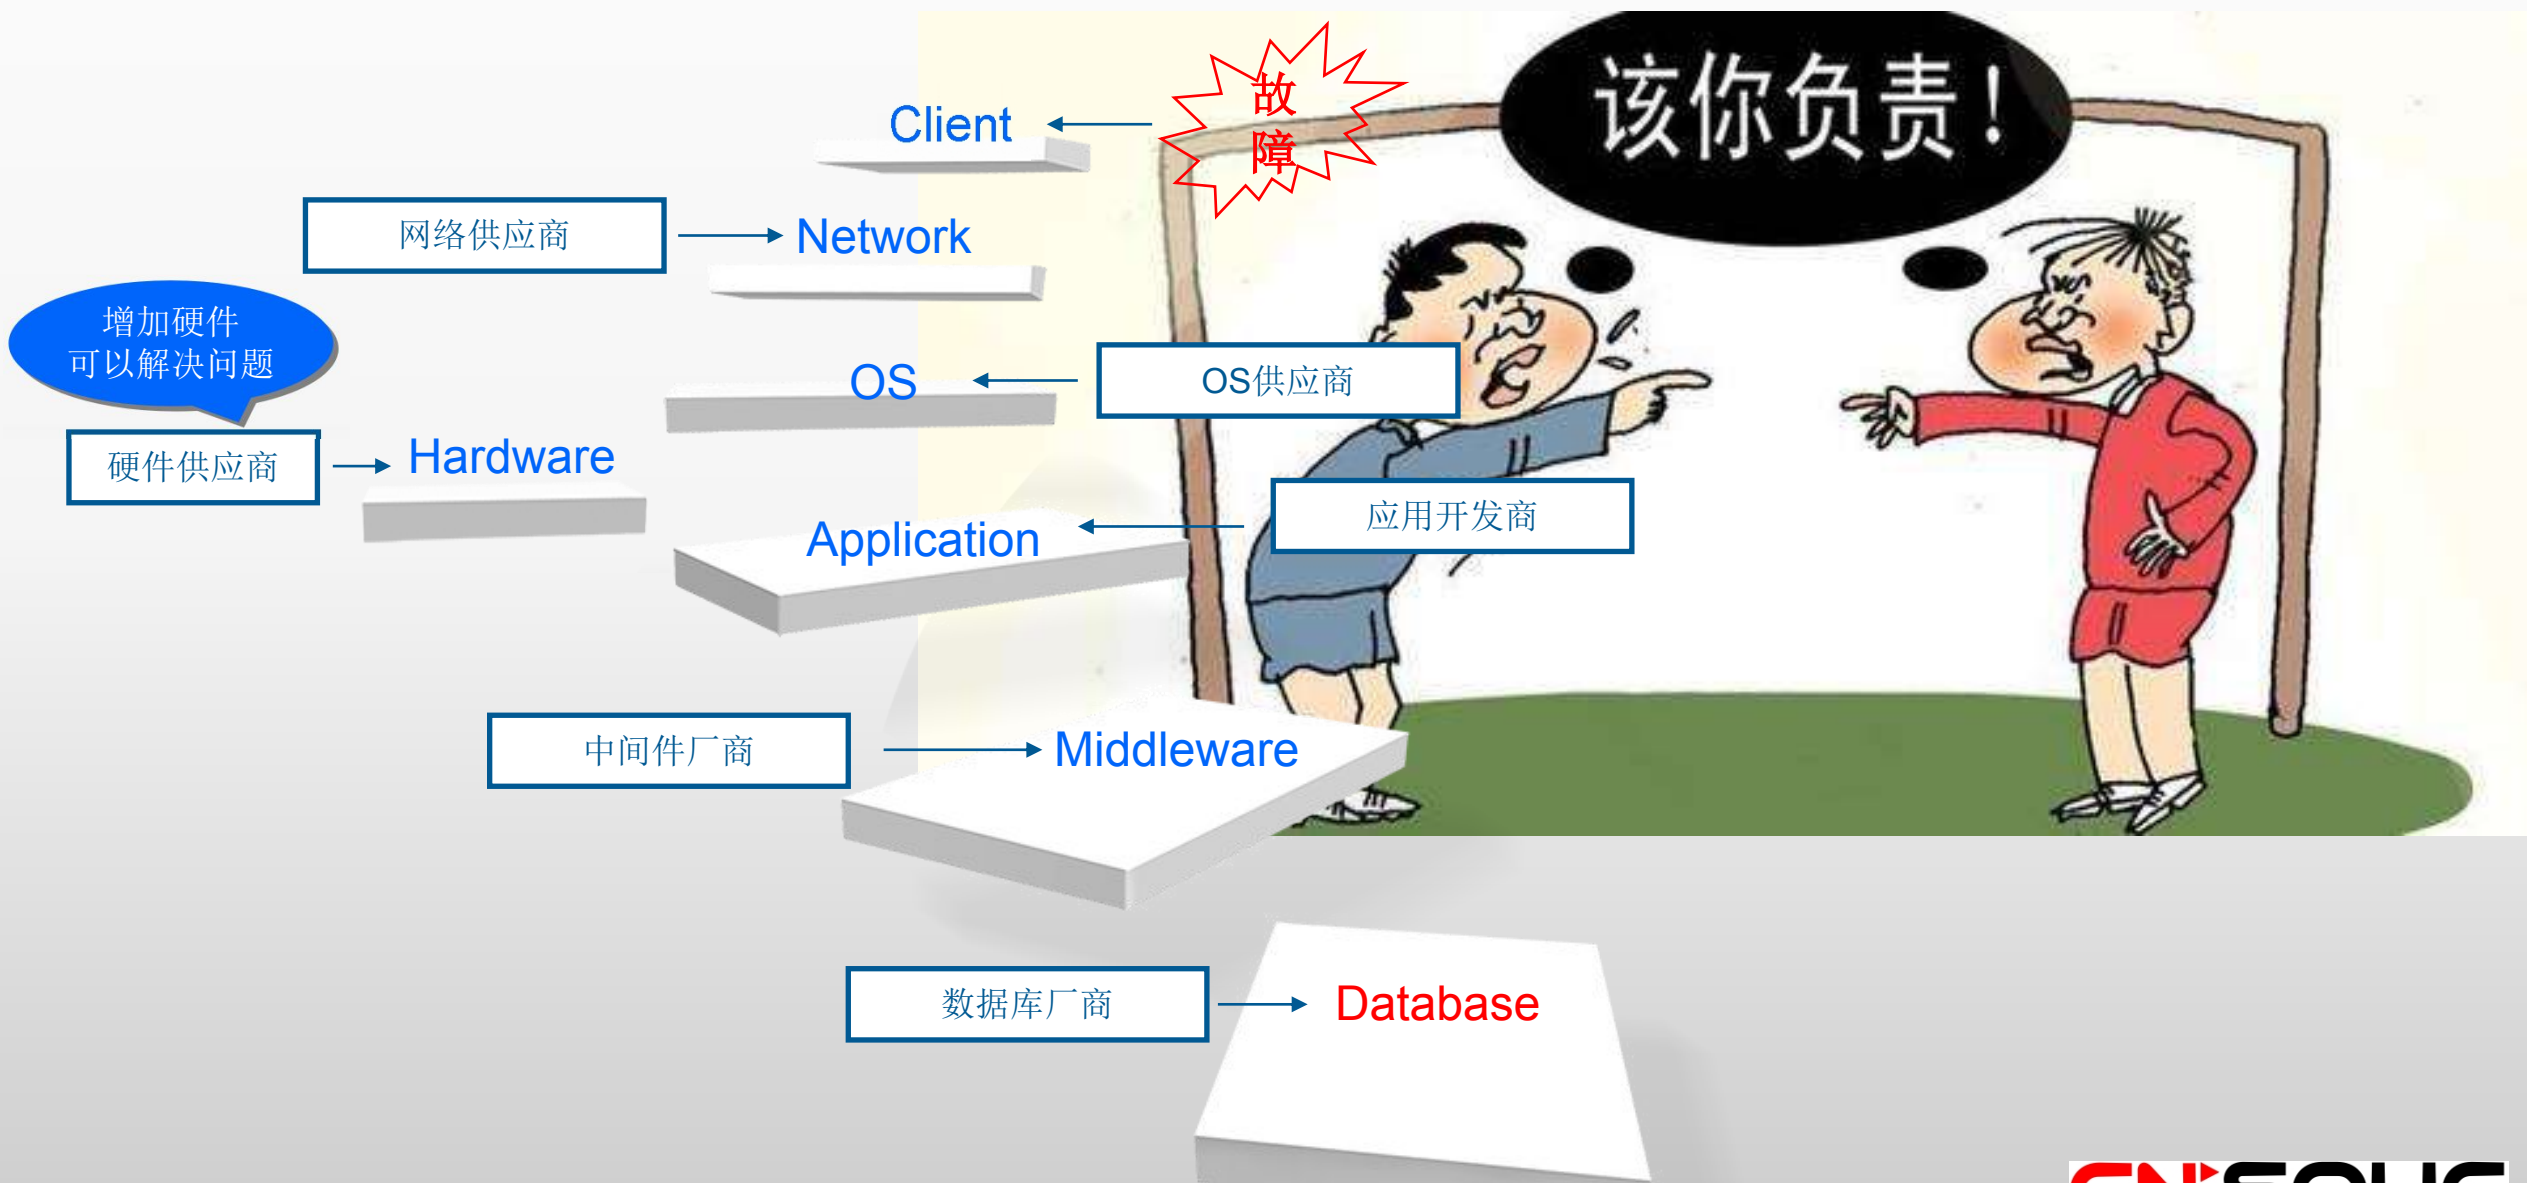 故
障
该你负责！
Client
网络供应商
Network
增加硬件
可以解决问题
OS
OS供应商
硬件供应商
Hardware
应用开发商
Application
中间件厂商
Middleware
数据库厂商
Database